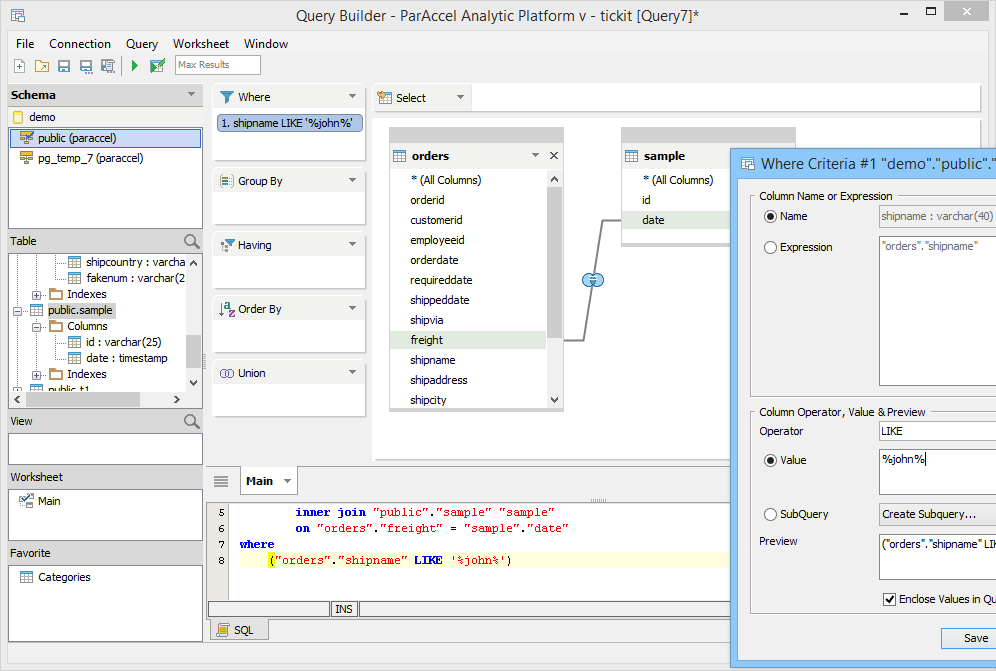 Query Builder - ParAccel Analytic Platform v - tickit [Query7]*
File Connection Query Worksheet Window
Max Results
Schema
demo
public (paraccel)
pg_temp_7 (paraccel)
Table
shipcountry : varcha
fakenum : varchar(2
Indexes
public.sample
Columns
id : varchar(25)
date : timestamp
Indexes
public.t1
View
Worksheet
Main
Favorite
Categories
Where
1. shipname LIKE '%john%'
Group By
Having
Order By
Union
Select
orders
* (All Columns)
orderid
customerid
employeeid
orderdate
requireddate
shippeddate
shipvia
freight
shipname
shipaddress
shipcity
sample
* (All Columns)
id
date
Main
5 inner join "public"."sample" "sample"
6 on "orders"."freight" = "sample"."date"
7 where
8 ("orders"."shipname" LIKE '%john%')
INS
SQL
Where Criteria #1 "demo"."public"."
Column Name or Expression
Name
shipname : varchar(40)
Expression
"orders"."shipname"
Column Operator, Value & Preview
Operator
LIKE
Value
%john%
SubQuery
Create Subquery...
Preview
("orders"."shipname" LI
Enclose Values in Qu
Save